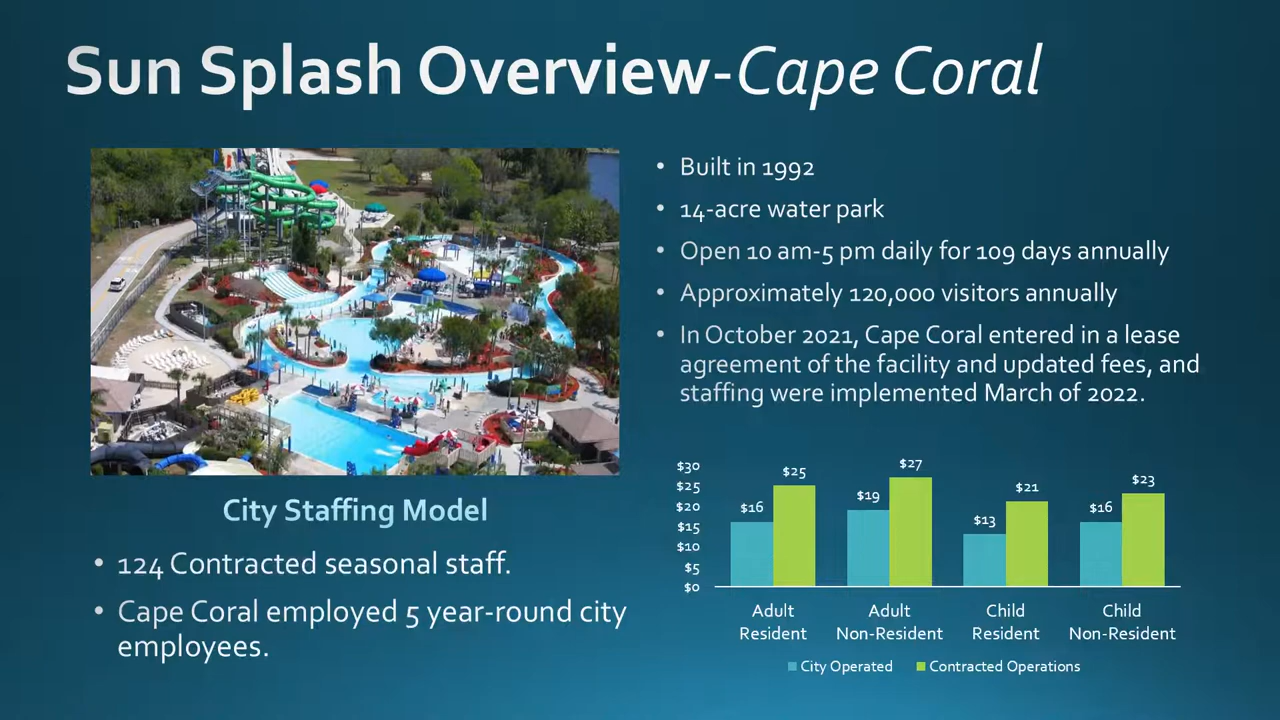 Sun Splash Overview-Cape Coral
• Built in 1992
• 14-acre water park
• Open 10 am-5 pm daily for 109 days annually
• Approximately 120,000 visitors annually
• In October 2021, Cape Coral entered in a lease
agreement of the facility and updated fees, and
staffing were implemented March of 2022.
City Staffing Model
• 124 Contracted seasonal staff.
• Cape Coral employed 5 year-round city
employees.
$30
$25
$20
$15
$10
$5
$0
$16
$25
$19
$27
$13
$21
$16
$23
Adult
Resident
Adult
Non-Resident
Child
Resident
Child
Non-Resident
City Operated
Contracted Operations